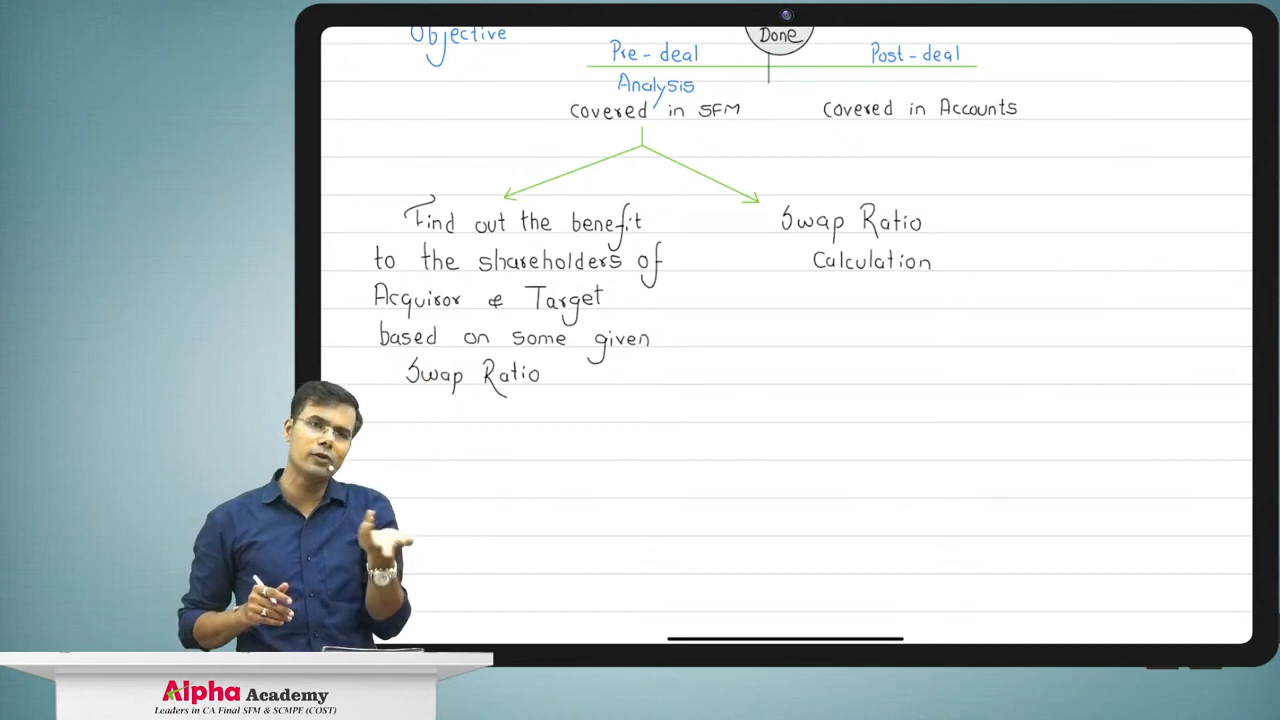 Objective
Done
Pre-deal
Post-deal
Analysis
Covered in SFM
Covered in Accounts
Find out the benefit
to the shareholders of
Acquiror & Target
based on some given
Swap Ratio
Swap Ratio
Calculation
Alpha Academy
Leaders in CA Final SFM & SCMPE (COST)